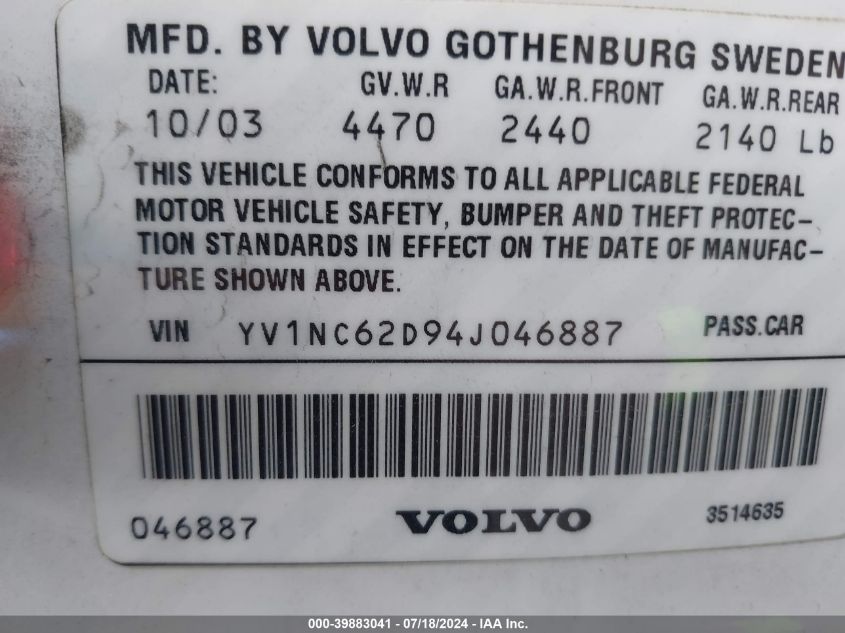 MFD. BY VOLVO GOTHENBURG SWEDEN
DATE: GV.W.R GA.W.R.FRONT GA.W.R.REAR
10/03 4470 2440 2140 Lb
THIS VEHICLE CONFORMS TO ALL APPLICABLE FEDERAL
MOTOR VEHICLE SAFETY, BUMPER AND THEFT PROTEC-
TION STANDARDS IN EFFECT ON THE DATE OF MANUFAC-
TURE SHOWN ABOVE.
VIN YV1NC62D94J046887 PASS.CAR
046887 VOLVO 3514635
000-39883041 - 07/18/2024 - IAA Inc.